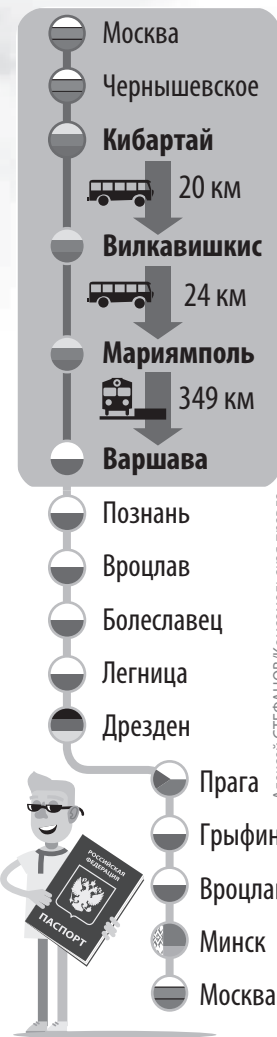 Москва
Чернышевское
Кибартай
20 км
Вилкавишкис
24 км
Мариямполь
349 км
Варшава
Познань
Вроцлав
Болеславец
Легница
Дрезден
Прага
Грыфин
Вроцлав
Минск
Москва
РОССИЙСКАЯ
ФЕДЕРАЦИЯ
ПАСПОРТ